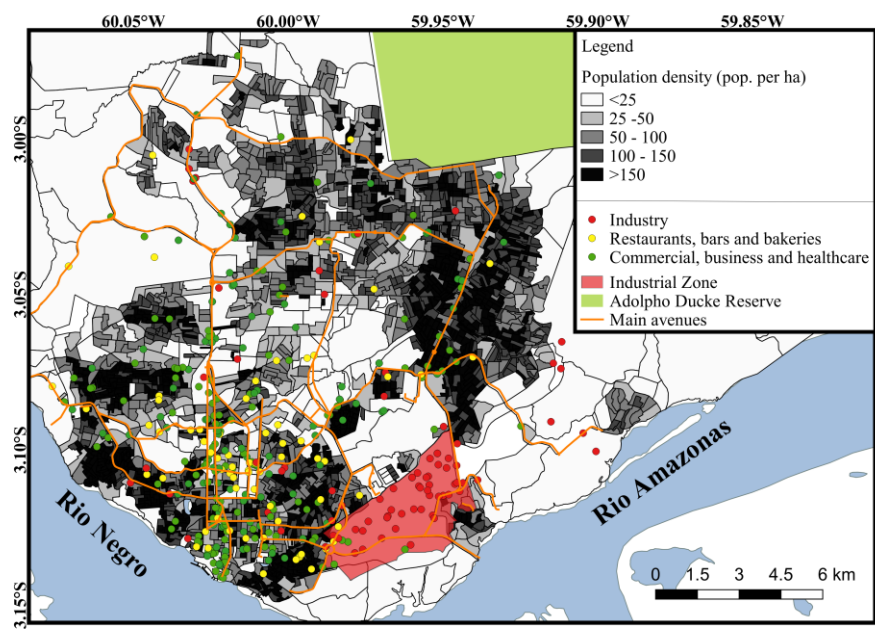 60.05°W 60.00°W 59.95°W 59.90°W 59.85°W
3.00°S
3.05°S
3.10°S
3.15°S
Legend
Population density (pop. per ha)
<25
25 -50
50 - 100
100 - 150
>150
Industry
Restaurants, bars and bakeries
Commercial, business and healthcare
Industrial Zone
Adolpho Ducke Reserve
Main avenues
Rio Negro
Rio Amazonas
0 1.5 3 4.5 6 km